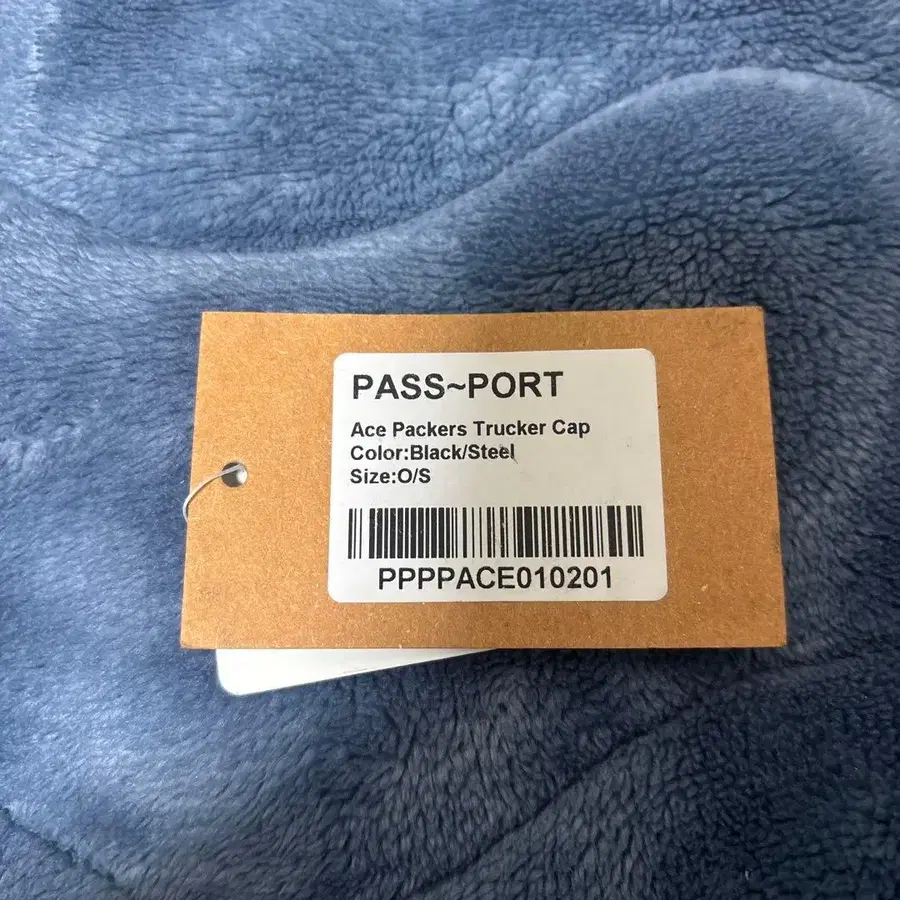 PASS~PORT
Ace Packers Trucker Cap
Color:Black/Steel
Size:O/S
PPPPACE010201